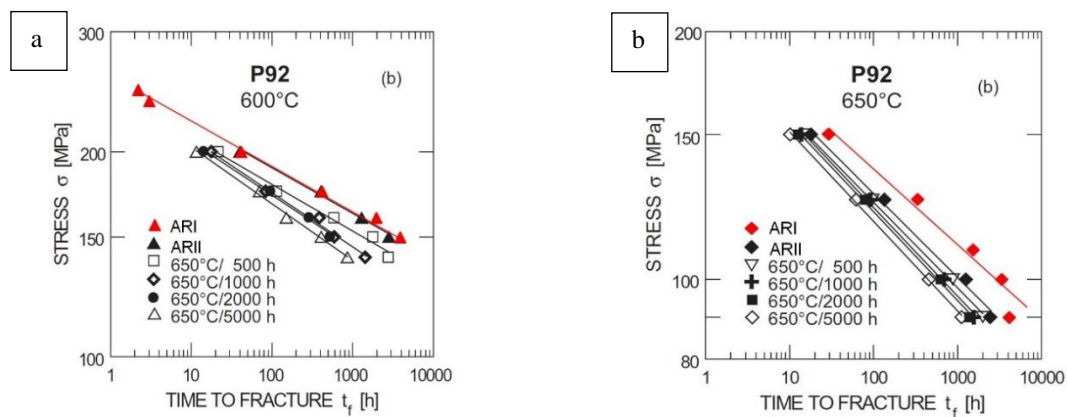 a
300
200
150
100
STRESS σ [MPa]
P92
600°C
(b)
ARI
ARII
650°C/ 500 h
650°C/1000 h
650°C/2000 h
650°C/5000 h
1 10 100 1000 10000
TIME TO FRACTURE tf [h]
b
200
150
100
80
STRESS σ [MPa]
P92
650°C
(b)
ARI
ARII
650°C/ 500 h
650°C/1000 h
650°C/2000 h
650°C/5000 h
1 10 100 1000 10000
TIME TO FRACTURE tf [h]